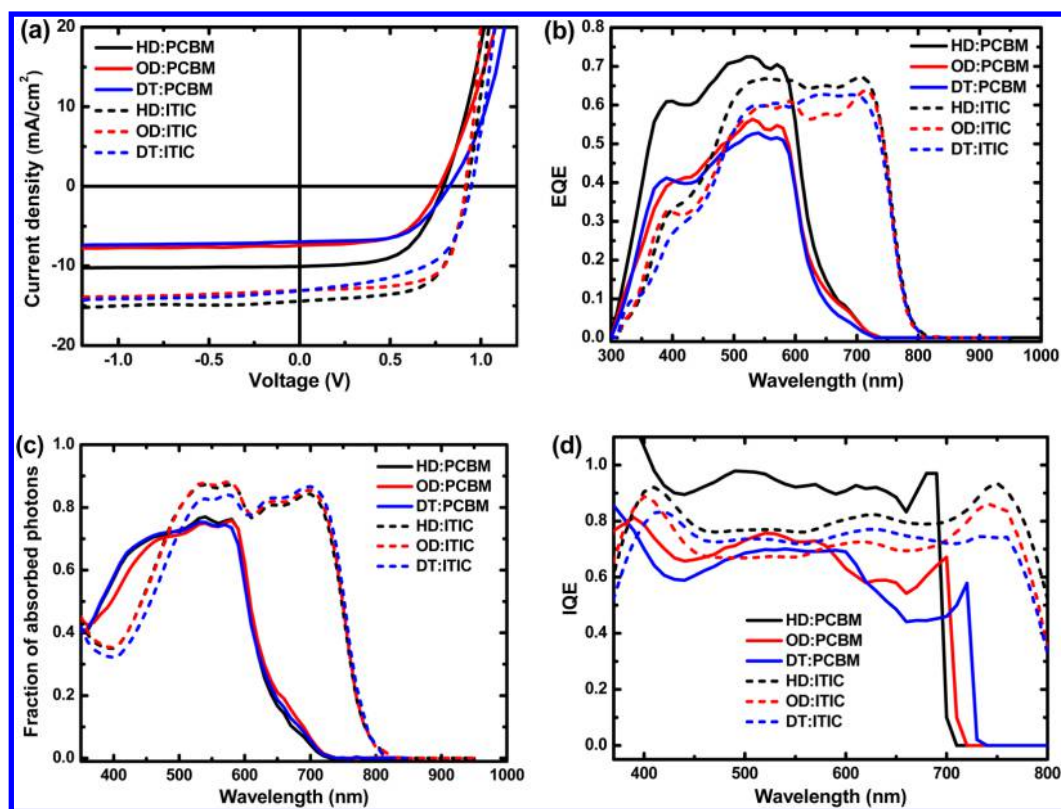 (a)
20
10
0
-10
-20
-1.0
-0.5
0.0
0.5
1.0
Current density (mA/cm²)
Voltage (V)
HD:PCBM
OD:PCBM
DT:PCBM
HD:ITIC
OD:ITIC
DT:ITIC
(b)
0.8
0.7
0.6
0.5
0.4
0.3
0.2
0.1
0.0
300
400
500
600
700
800
900
1000
EQE
Wavelength (nm)
HD:PCBM
OD:PCBM
DT:PCBM
HD:ITIC
OD:ITIC
DT:ITIC
(c)
1.0
0.8
0.6
0.4
0.2
0.0
400
500
600
700
800
900
1000
Fraction of absorbed photons
Wavelength (nm)
HD:PCBM
OD:PCBM
DT:PCBM
HD:ITIC
OD:ITIC
DT:ITIC
(d)
1.0
0.8
0.6
0.4
0.2
0.0
400
500
600
700
800
IQE
Wavelength (nm)
HD:PCBM
OD:PCBM
DT:PCBM
HD:ITIC
OD:ITIC
DT:ITIC